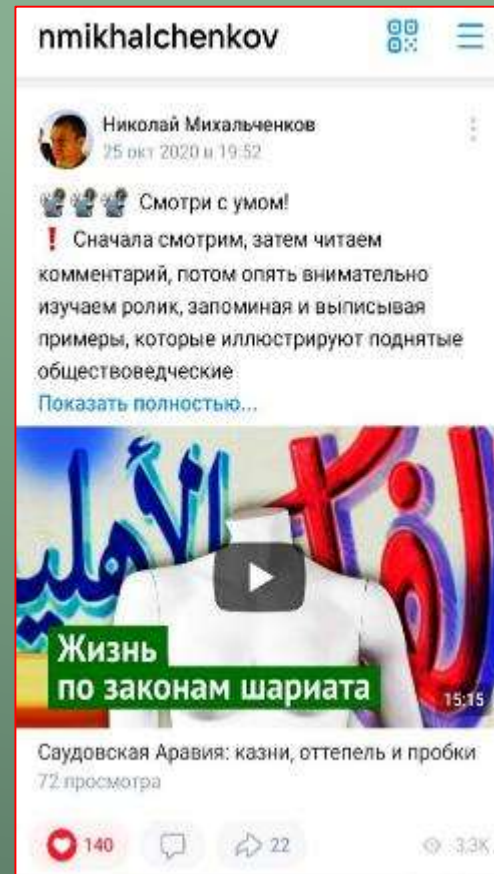 nmikhalchenkov
Николай Михальченков
25 окт 2020 в 19:52
Смотри с умом!
Сначала смотрим, затем читаем
комментарий, потом опять внимательно
изучаем ролик, запоминая и выписывая
примеры, которые иллюстрируют поднятые
обществоведческие
Показать полностью...
الأهلي
Жизнь
по законам шариата
15:15
Саудовская Аравия: казни, оттепель и пробки
72 просмотра
140
22
3,3K